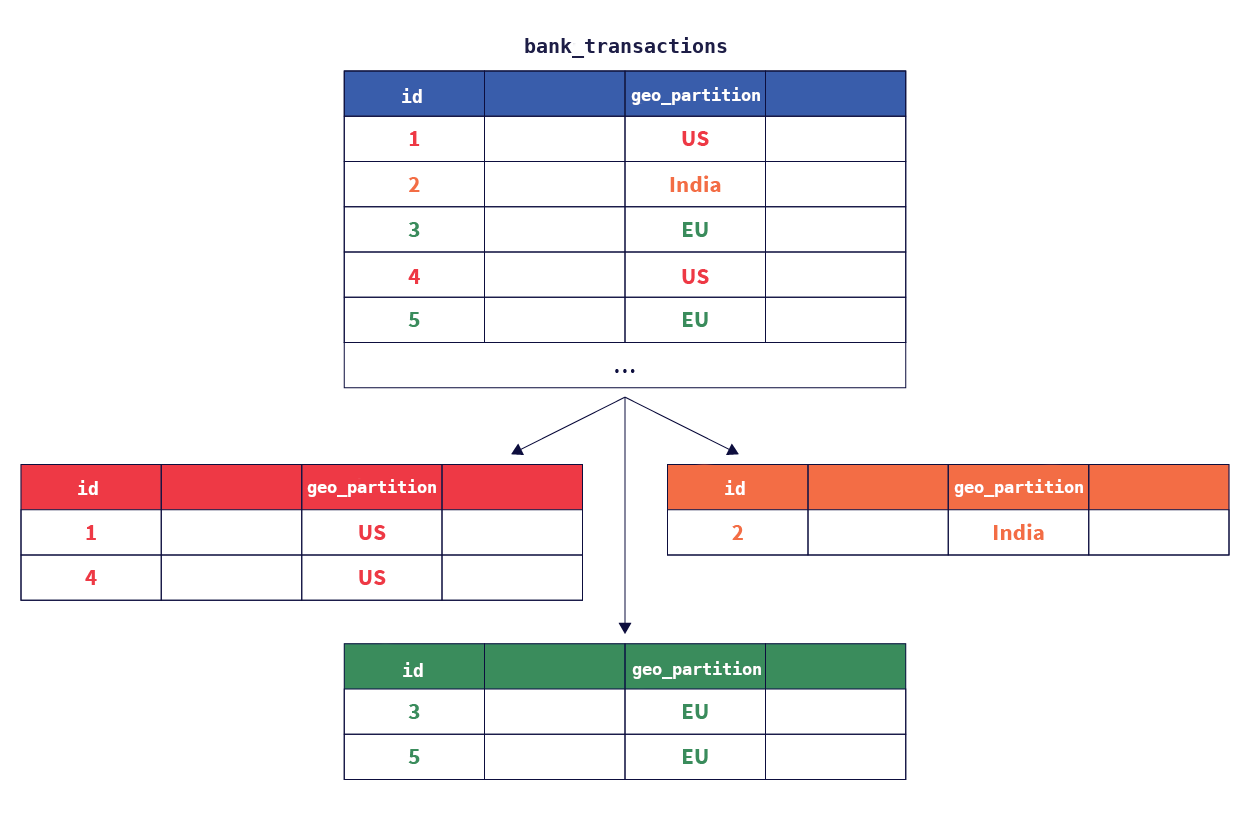 bank_transactions
id geo_partition
1 US
2 India
3 EU
4 US
5 EU
...
id geo_partition
1 US
4 US
id geo_partition
2 India
id geo_partition
3 EU
5 EU